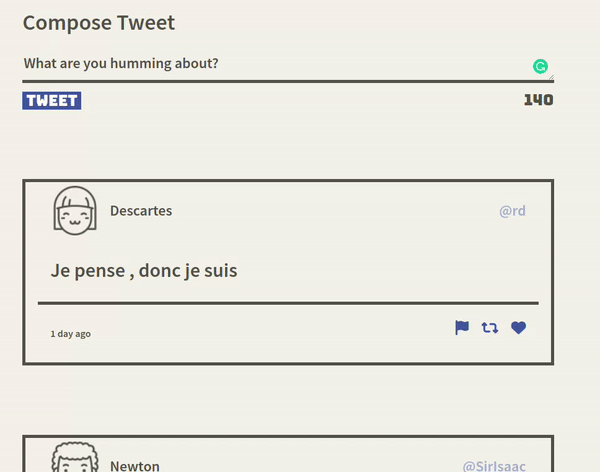 Compose Tweet
What are you humming about?
TWEET 140
Descartes @rd
Je pense , donc je suis
1 day ago
Newton @SirIsaac